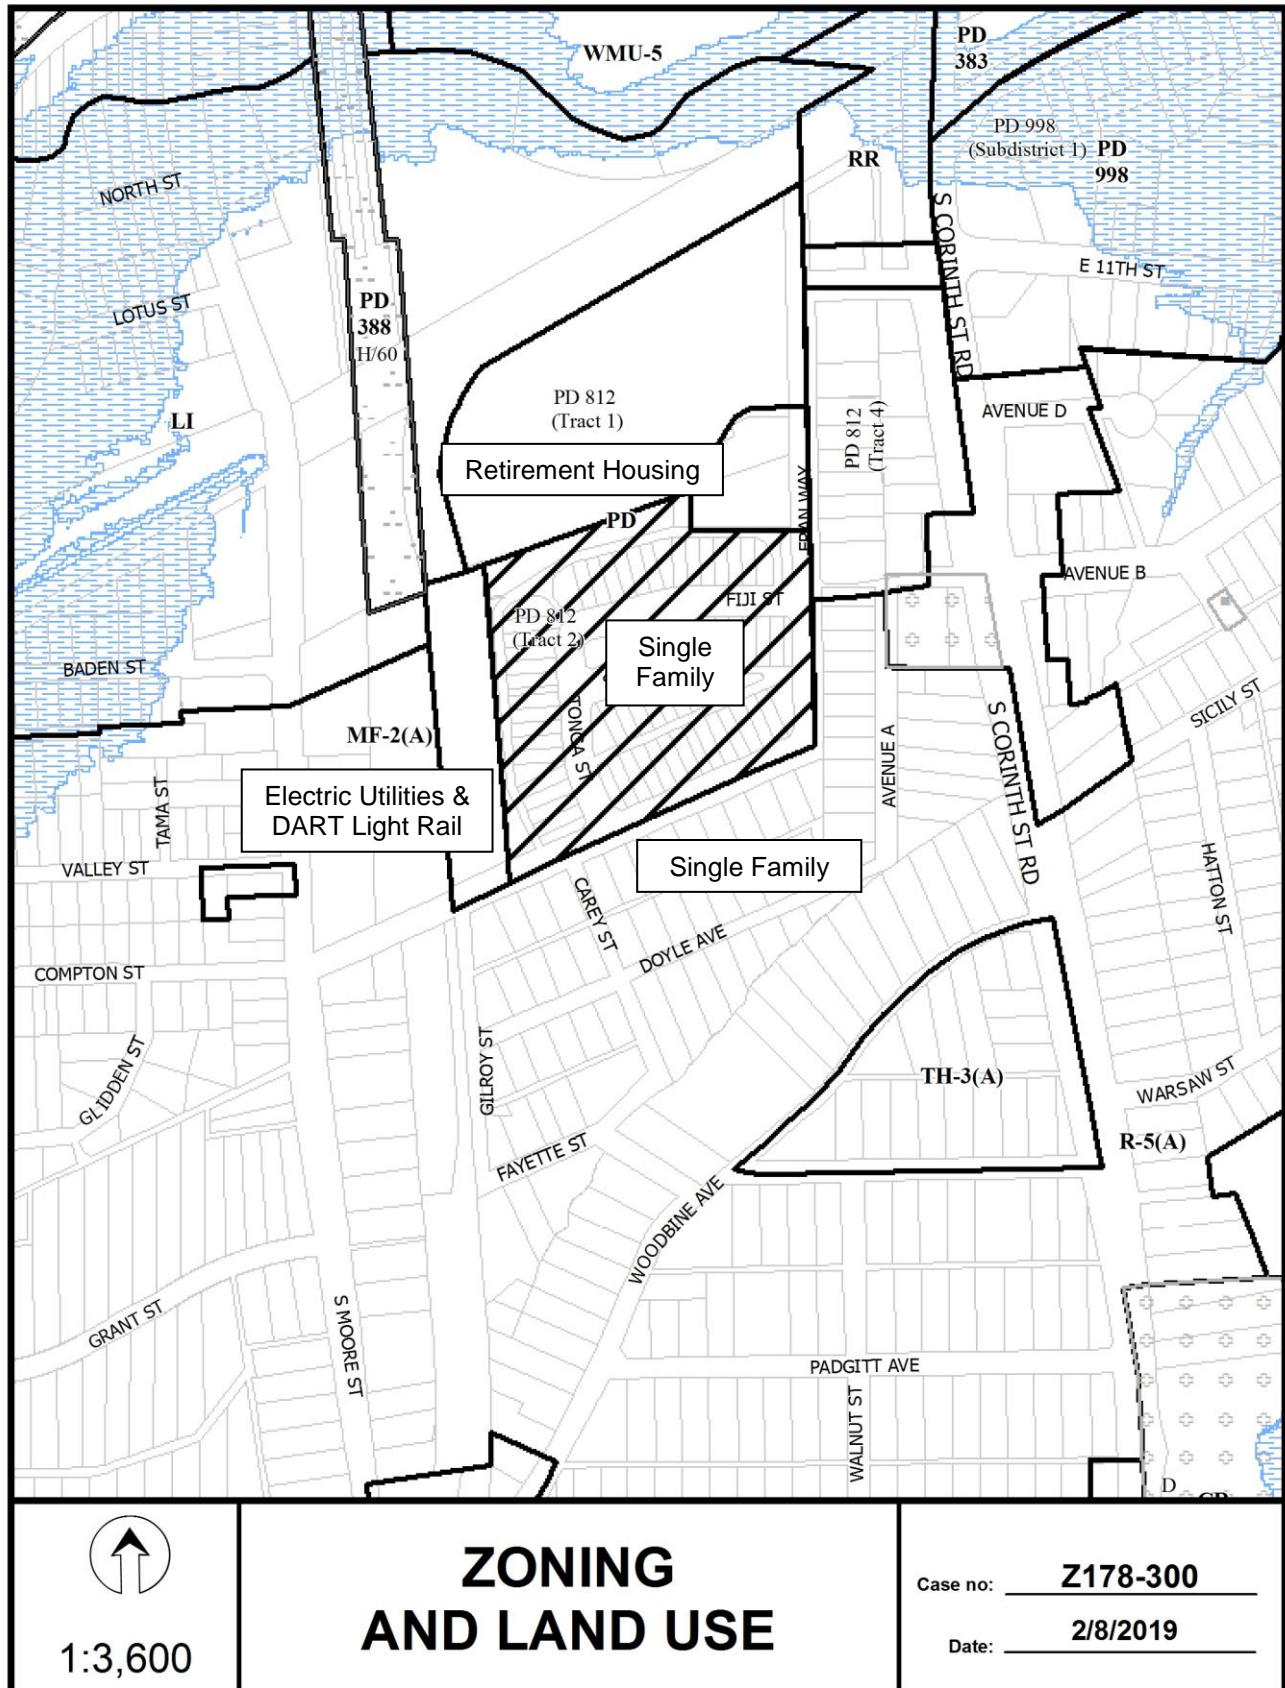 WMU-5
PD
383
PD 998
(Subdistrict 1)
PD
998
RR
NORTH ST
S CORINTH ST RD
E 11TH ST
LOTUS ST
PD
388
H/60
PD 812
(Tract 1)
PD 812
(Tract 4)
AVENUE D
LI
Retirement Housing
PD
FRAN WAY
AVENUE B
FIJI ST
PD 812
(Tract 2)
Single
Family
BADEN ST
TONGA ST
SICILY ST
MF-2(A)
S CORINTH ST RD
AVENUE A
Electric Utilities &
DART Light Rail
TAMA ST
VALLEY ST
Single Family
HATTON ST
CAREY ST
DOYLE AVE
COMPTON ST
GLIDDEN ST
GILROY ST
TH-3(A)
WARSAW ST
R-5(A)
FAYETTE ST
WOODBINE AVE
GRANT ST
S MOORE ST
PADGITT AVE
WALNUT ST
D
1:3,600
ZONING
AND LAND USE
Case no: Z178-300
Date: 2/8/2019